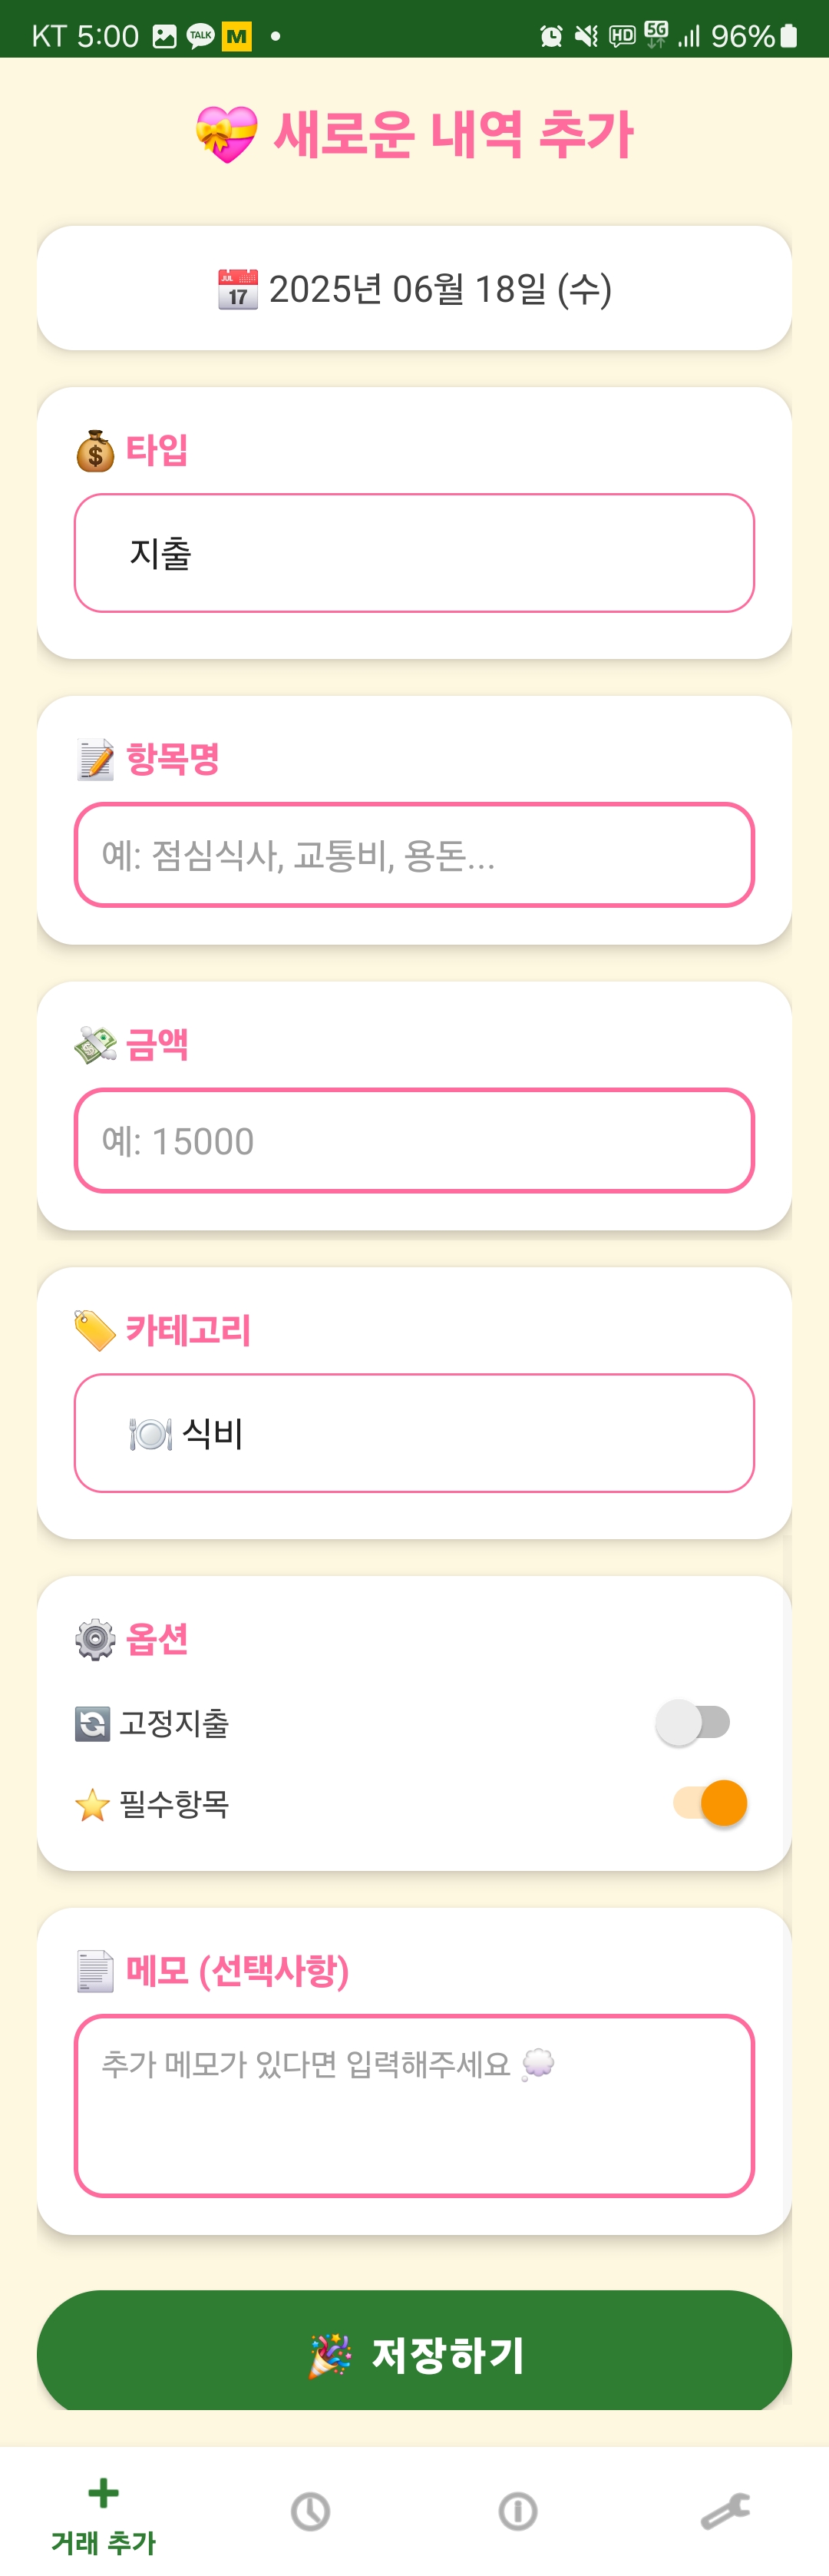 KT 5:00 TALK M HD 5G 96%
새로운 내역 추가
JUL 17 2025년 06월 18일 (수)
타입
지출
항목명
예: 점심식사, 교통비, 용돈...
금액
예: 15000
카테고리
식비
옵션
고정지출
필수항목
메모 (선택사항)
추가 메모가 있다면 입력해주세요
저장하기
거래 추가